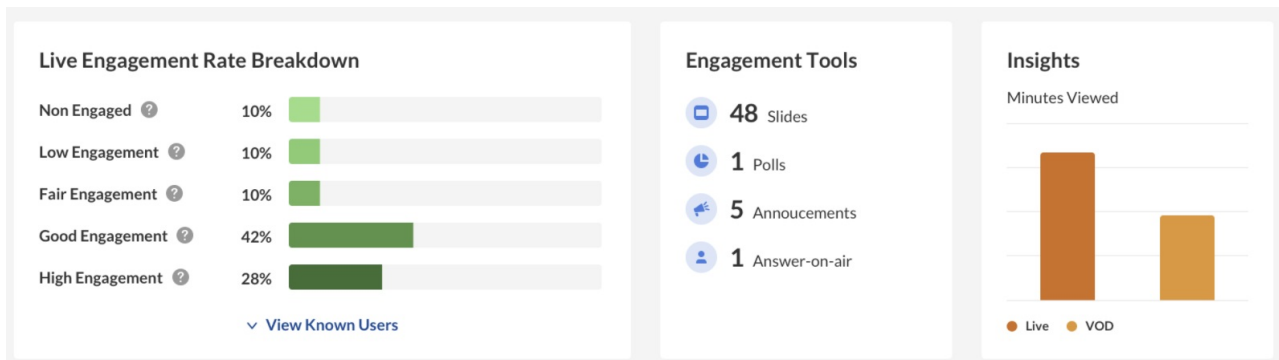 Live Engagement Rate Breakdown
Non Engaged ? 10%
Low Engagement ? 10%
Fair Engagement ? 10%
Good Engagement ? 42%
High Engagement ? 28%
View Known Users
Engagement Tools
48 Slides
1 Polls
5 Annoucements
1 Answer-on-air
Insights
Minutes Viewed
Live VOD